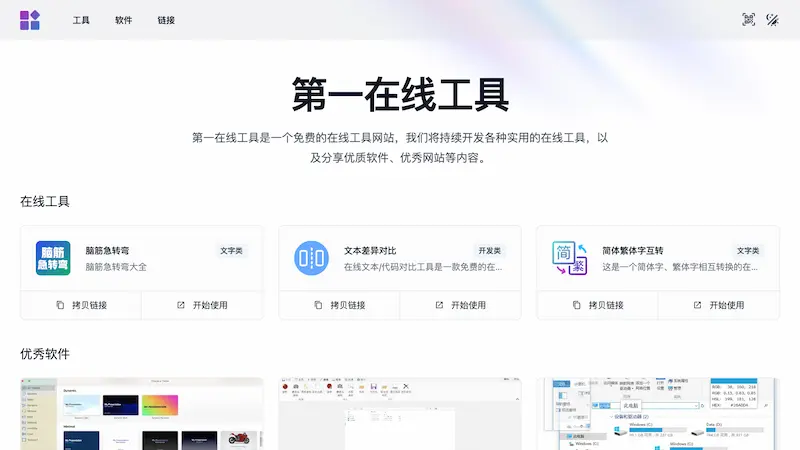 工具 软件 链接
第一在线工具
第一在线工具是一个免费的在线工具网站，我们将持续开发各种实用的在线工具，以
及分享优质软件、优秀网站等内容。
在线工具
脑筋
急转弯
脑筋急转弯 文字类
脑筋急转弯大全
拷贝链接 开始使用
文本差异对比 开发类
在线文本/代码对比工具是一款免费的在...
拷贝链接 开始使用
简
繁
简体繁体字互转 文字类
这是一个简体字、繁体字相互转换的在...
拷贝链接 开始使用
优秀软件
此电脑
Windows (C:)
Data (D:)